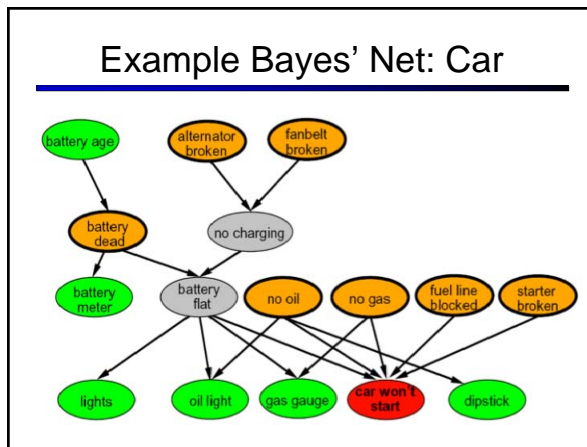 Example Bayes' Net: Car
battery age
alternator
broken
fanbelt
broken
battery
dead
no charging
battery
meter
battery
flat
no oil
no gas
fuel line
blocked
starter
broken
lights
oil light
gas gauge
car won't
start
dipstick